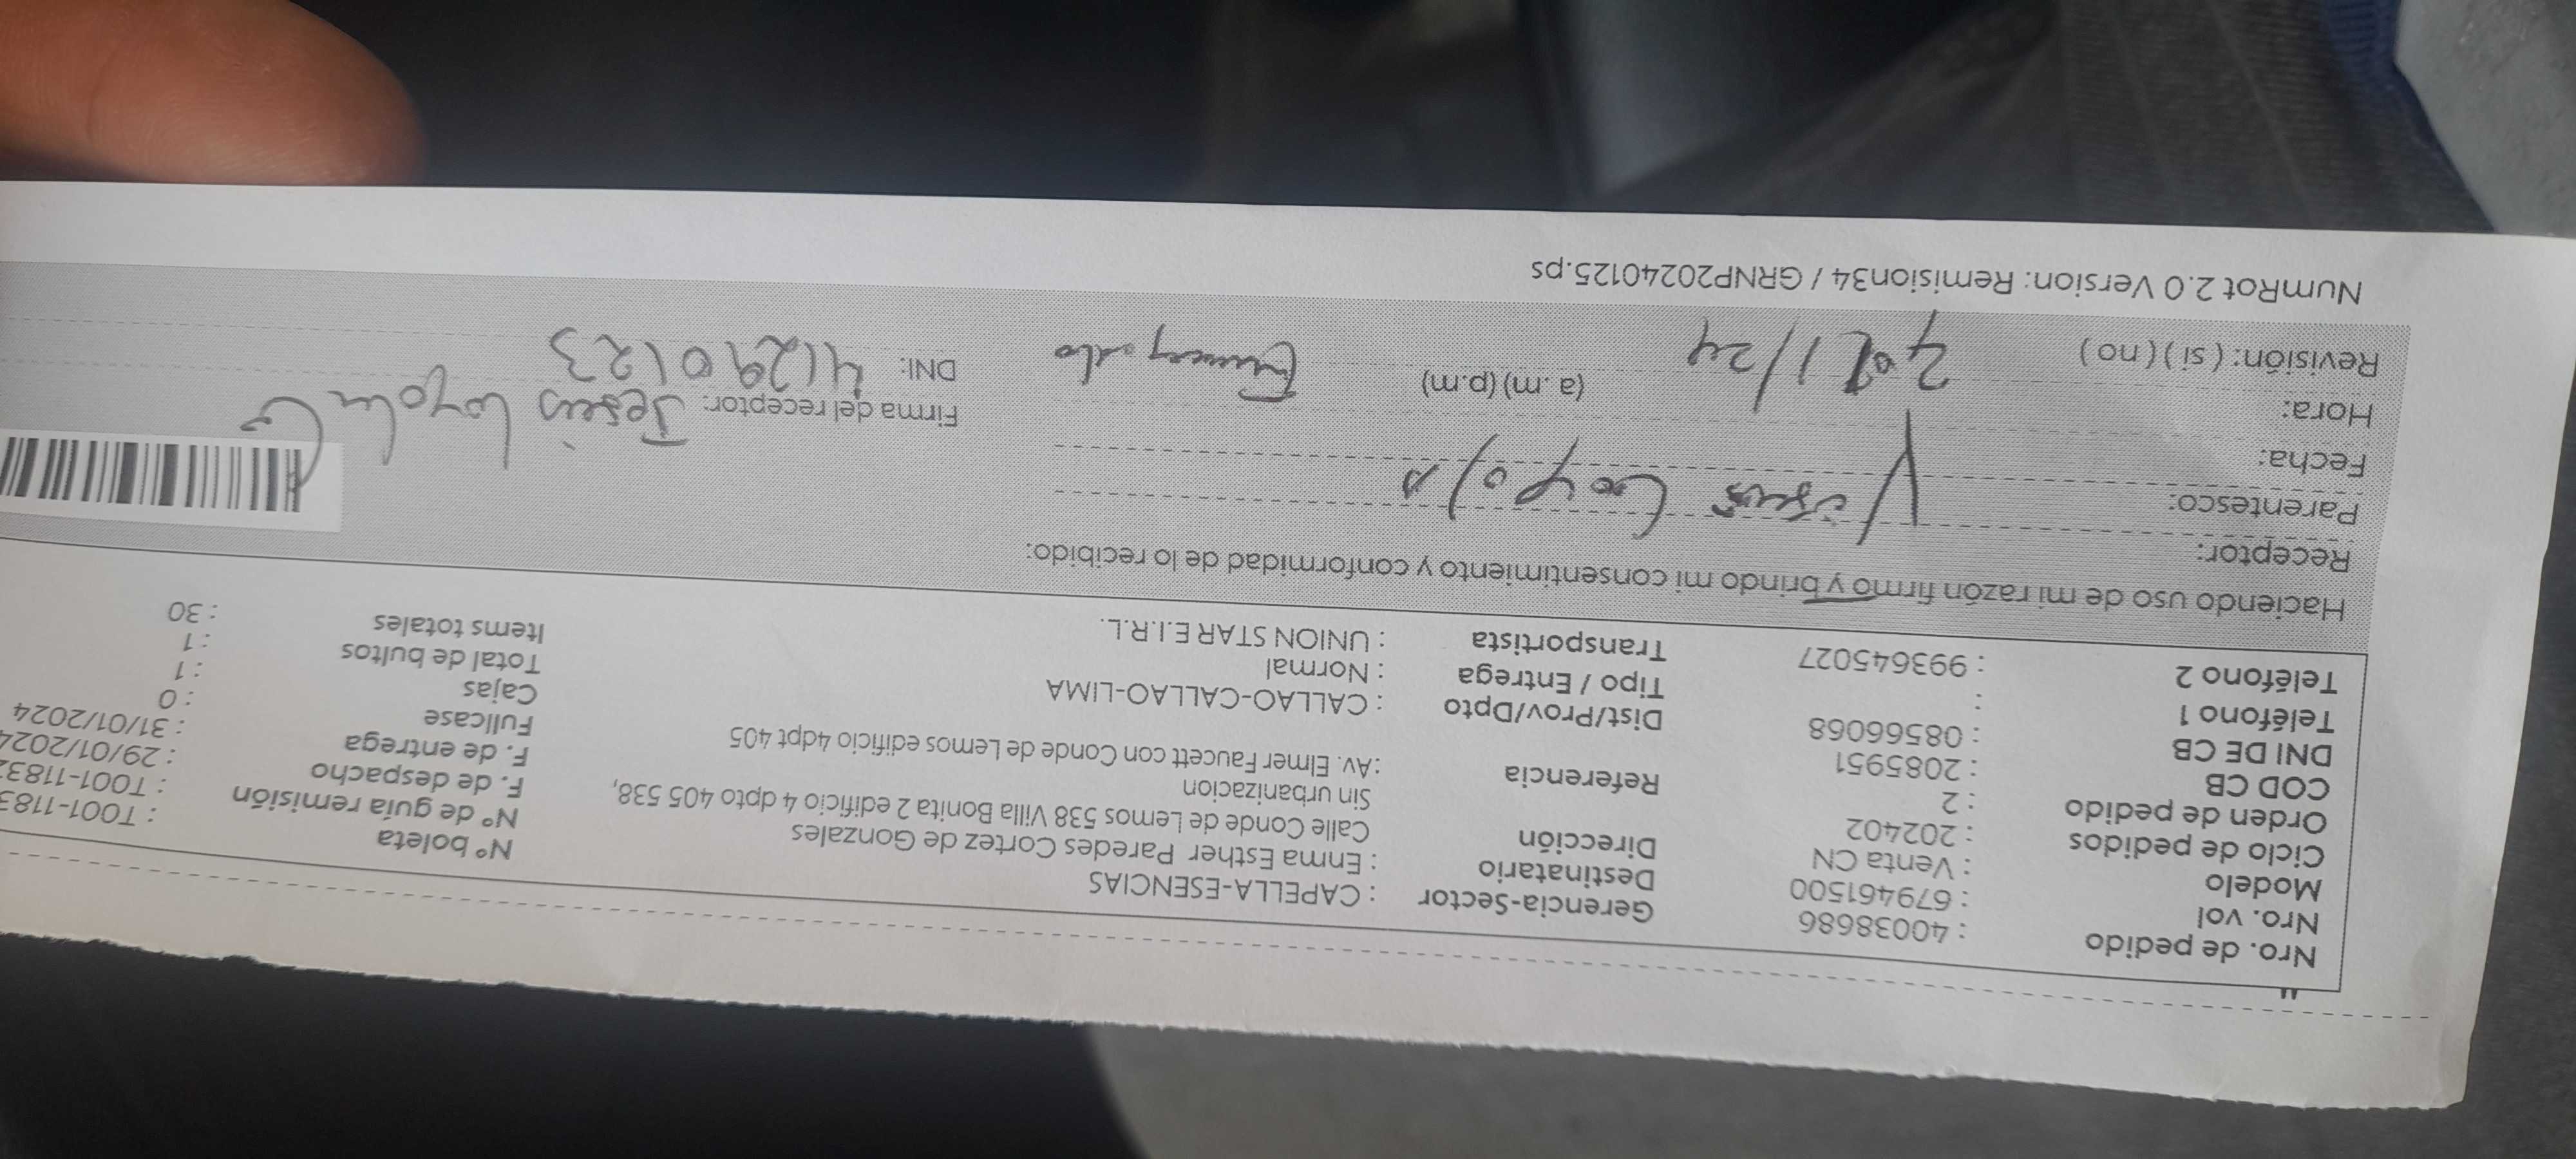 Nro. de pedido : 40038686 Gerencia-Sector : CAPELLA-ESENCIAS Nº boleta : T001-1183
Nro. vol : 679461500 Destinatario : Enma Esther Paredes Cortez de Gonzales Nº de guía remisión : T001-1183
Modelo : Venta CN Dirección Calle Conde de Lemos 538 Villa Bonita 2 edificio 4 dpto 405 538, F. de despacho : 29/01/2024
Ciclo de pedidos : 202402 Sin urbanizacion F. de entrega : 31/01/2024
Orden de pedido : 2 Referencia : Av. Elmer Faucett con Conde de Lemos edificio 4dpt 405 Fullcase : 0
COD CB : 2085951 Dist/Prov/Dpto : CALLAO-CALLAO-LIMA Cajas : 1
DNI DE CB : 08566068 Tipo / Entrega : Normal Total de bultos : 1
Teléfono 1 : Transportista : UNION STAR E.I.R.L. Items totales : 30
Teléfono 2 : 993645027
Haciendo uso de mi razón firmo y brindo mi consentimiento y conformidad de lo recibido:
Receptor:
Parentesco: Loyola
Fecha:
Hora: (a.m) (p.m) Firma del receptor: Jesus Loyola
Revisión: ( si ) ( no ) DNI: 41290123
NumRot 2.0 Version: Remision34 / GRNP20240125.ps